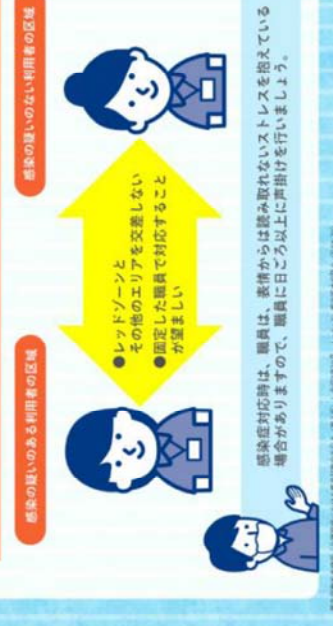 感染の疑いのある利用者の区域
感染の疑いのない利用者の区域
●レッドゾーンと
その他のエリアを交差しない
●固定した職員で対応すること
が望ましい
感染症対応時は、職員は、表情からは読み取れないストレスを抱えている
場合がありますので、職員に日ごろ以上に声掛けを行いましょう。